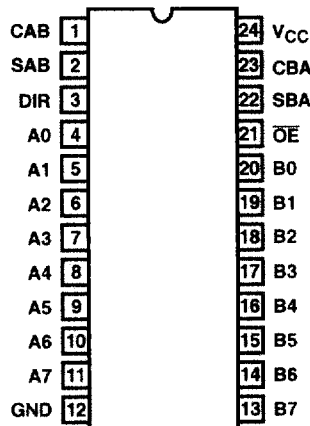 CAB 1 24 VCC
SAB 2 23 CBA
DIR 3 22 SBA
A0 4 21 O̅E̅
A1 5 20 B0
A2 6 19 B1
A3 7 18 B2
A4 8 17 B3
A5 9 16 B4
A6 10 15 B5
A7 11 14 B6
GND 12 13 B7